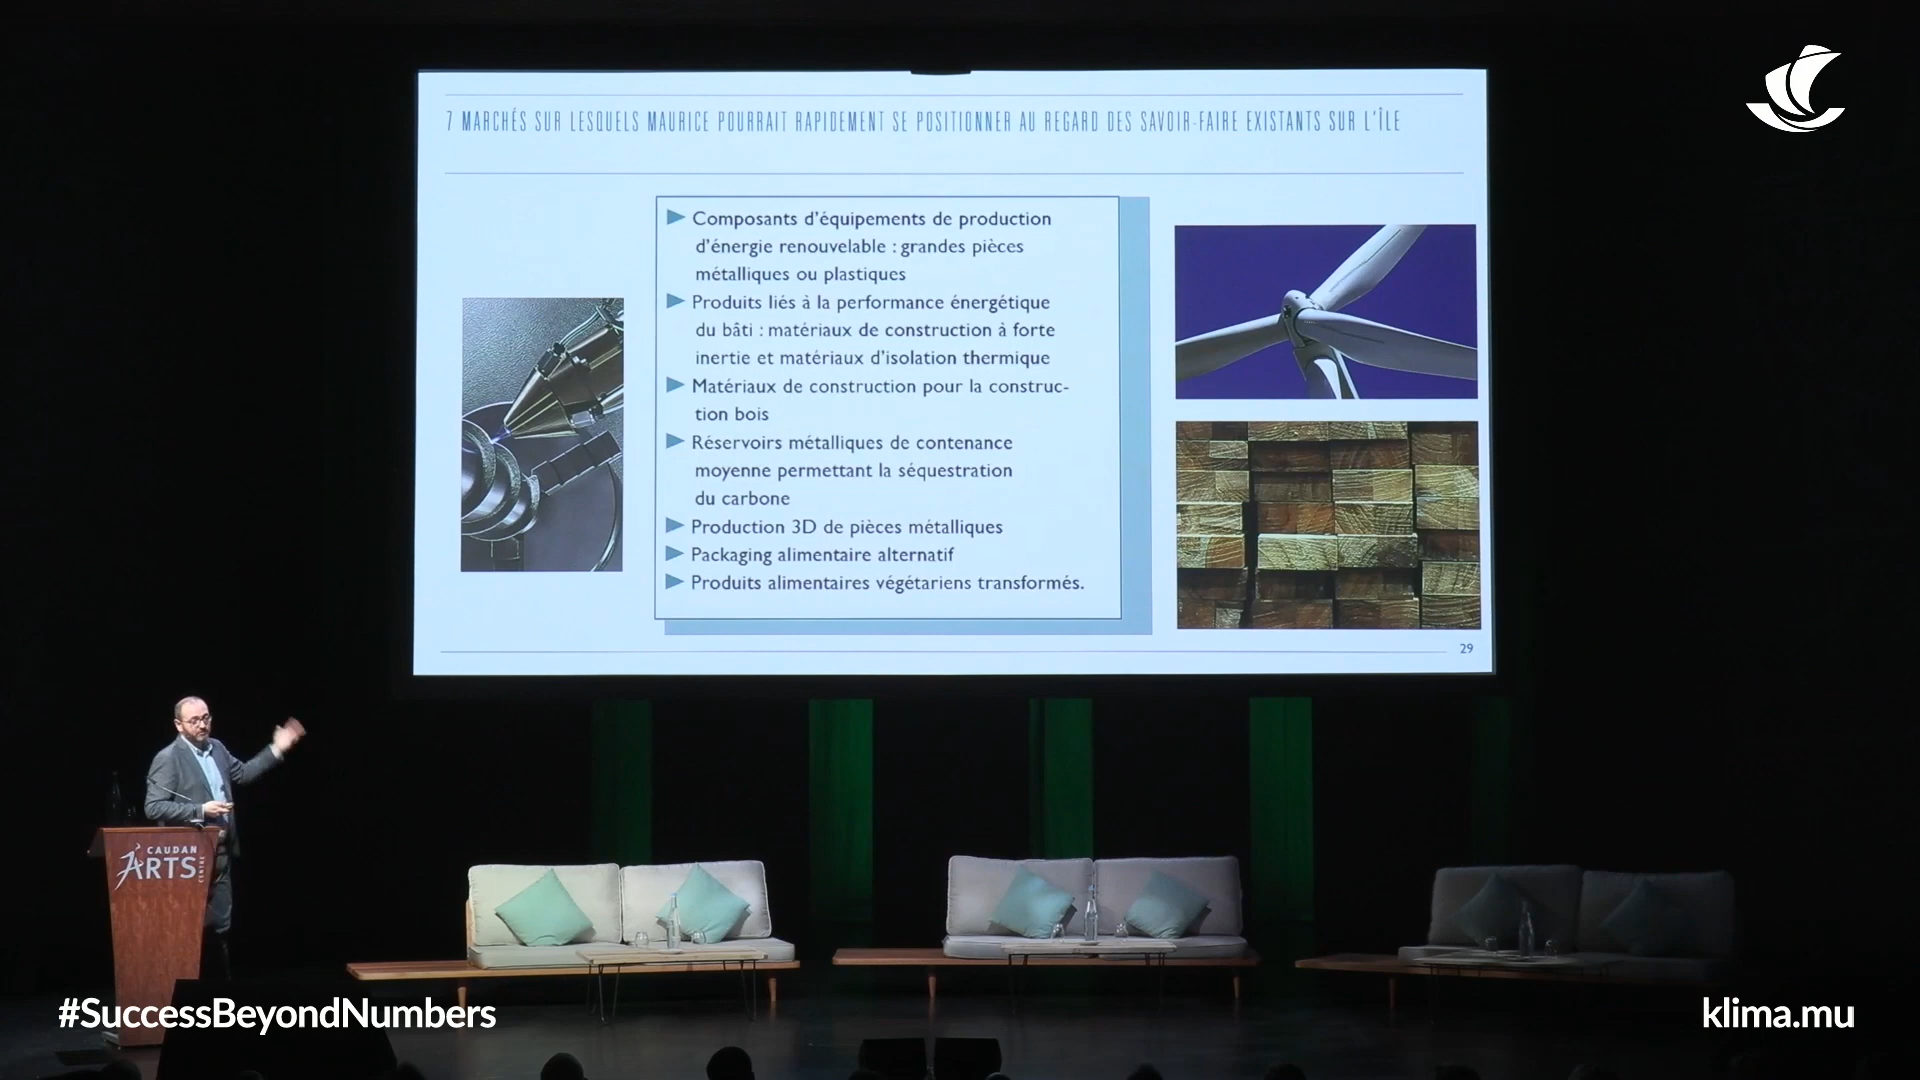 7 MARCHÉS SUR LESQUELS MAURICE POURRAIT RAPIDEMENT SE POSITIONNER AU REGARD DES SAVOIR-FAIRE EXISTANTS SUR L'ÎLE
► Composants d'équipements de production
d'énergie renouvelable : grandes pièces
métalliques ou plastiques
► Produits liés à la performance énergétique
du bâti : matériaux de construction à forte
inertie et matériaux d'isolation thermique
► Matériaux de construction pour la construc-
tion bois
► Réservoirs métalliques de contenance
moyenne permettant la séquestration
du carbone
► Production 3D de pièces métalliques
► Packaging alimentaire alternatif
► Produits alimentaires végétariens transformés.
29
CAUDAN
ARTS
CENTRE
#SuccessBeyondNumbers
klima.mu